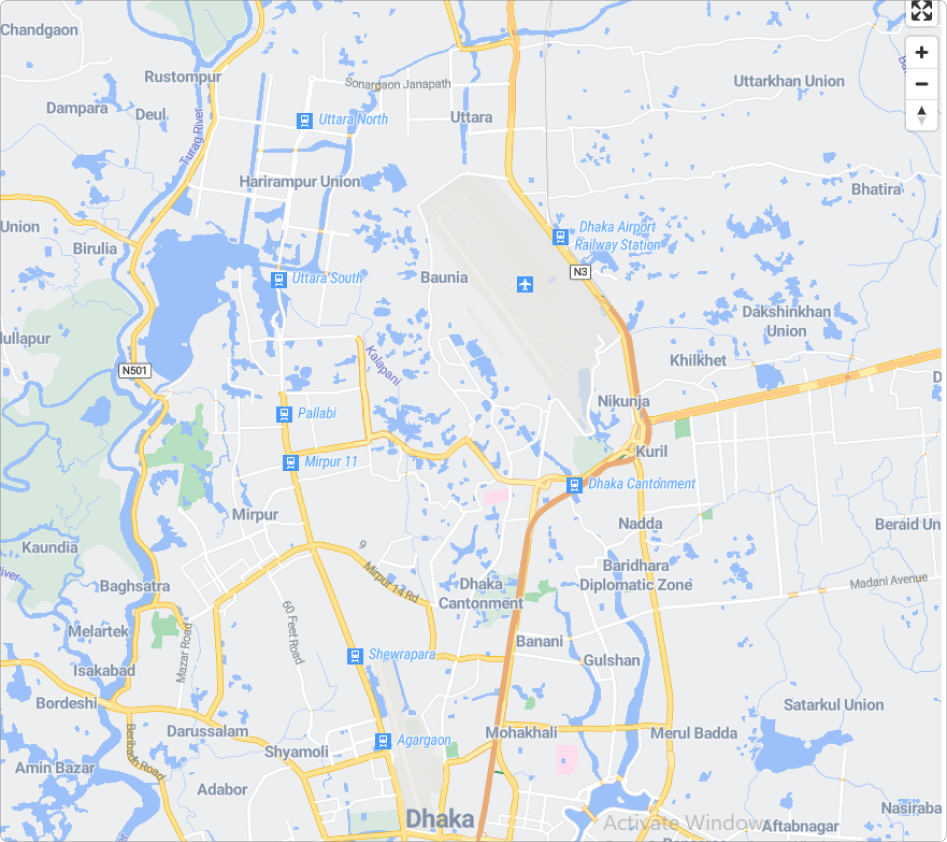 Chandgaon
Rustompur
Sonargaon Janapath
Uttarkhan Union
Dampara
Deul
Uttara North
Uttara
Turag River
Harirampur Union
Bhatira
Union
Birulia
Dhaka Airport
Railway Station
N3
Uttara South
Baunia
Dakshinkhan
Union
Kalapani
Khilkhet
N501
Nikunja
Pallabi
Kuril
Mirpur 11
Dhaka Cantonment
Mirpur
Nadda
Beraid Un
Kaundia
9
Mirpur 14 Rd
Baridhara
Diplomatic Zone
Baghsatra
Dhaka
Cantonment
Madani Avenue
60 Feet Road
Melartek
Mazar Road
Banani
Shewrapara
Gulshan
Isakabad
Bordeshi
Satarkul Union
Darussalam
Mohakhali
Merul Badda
Beribadh Road
Agargaon
Shyamoli
Amin Bazar
Adabor
Nasiraba
Dhaka
Activate Windows
Aftabnagar